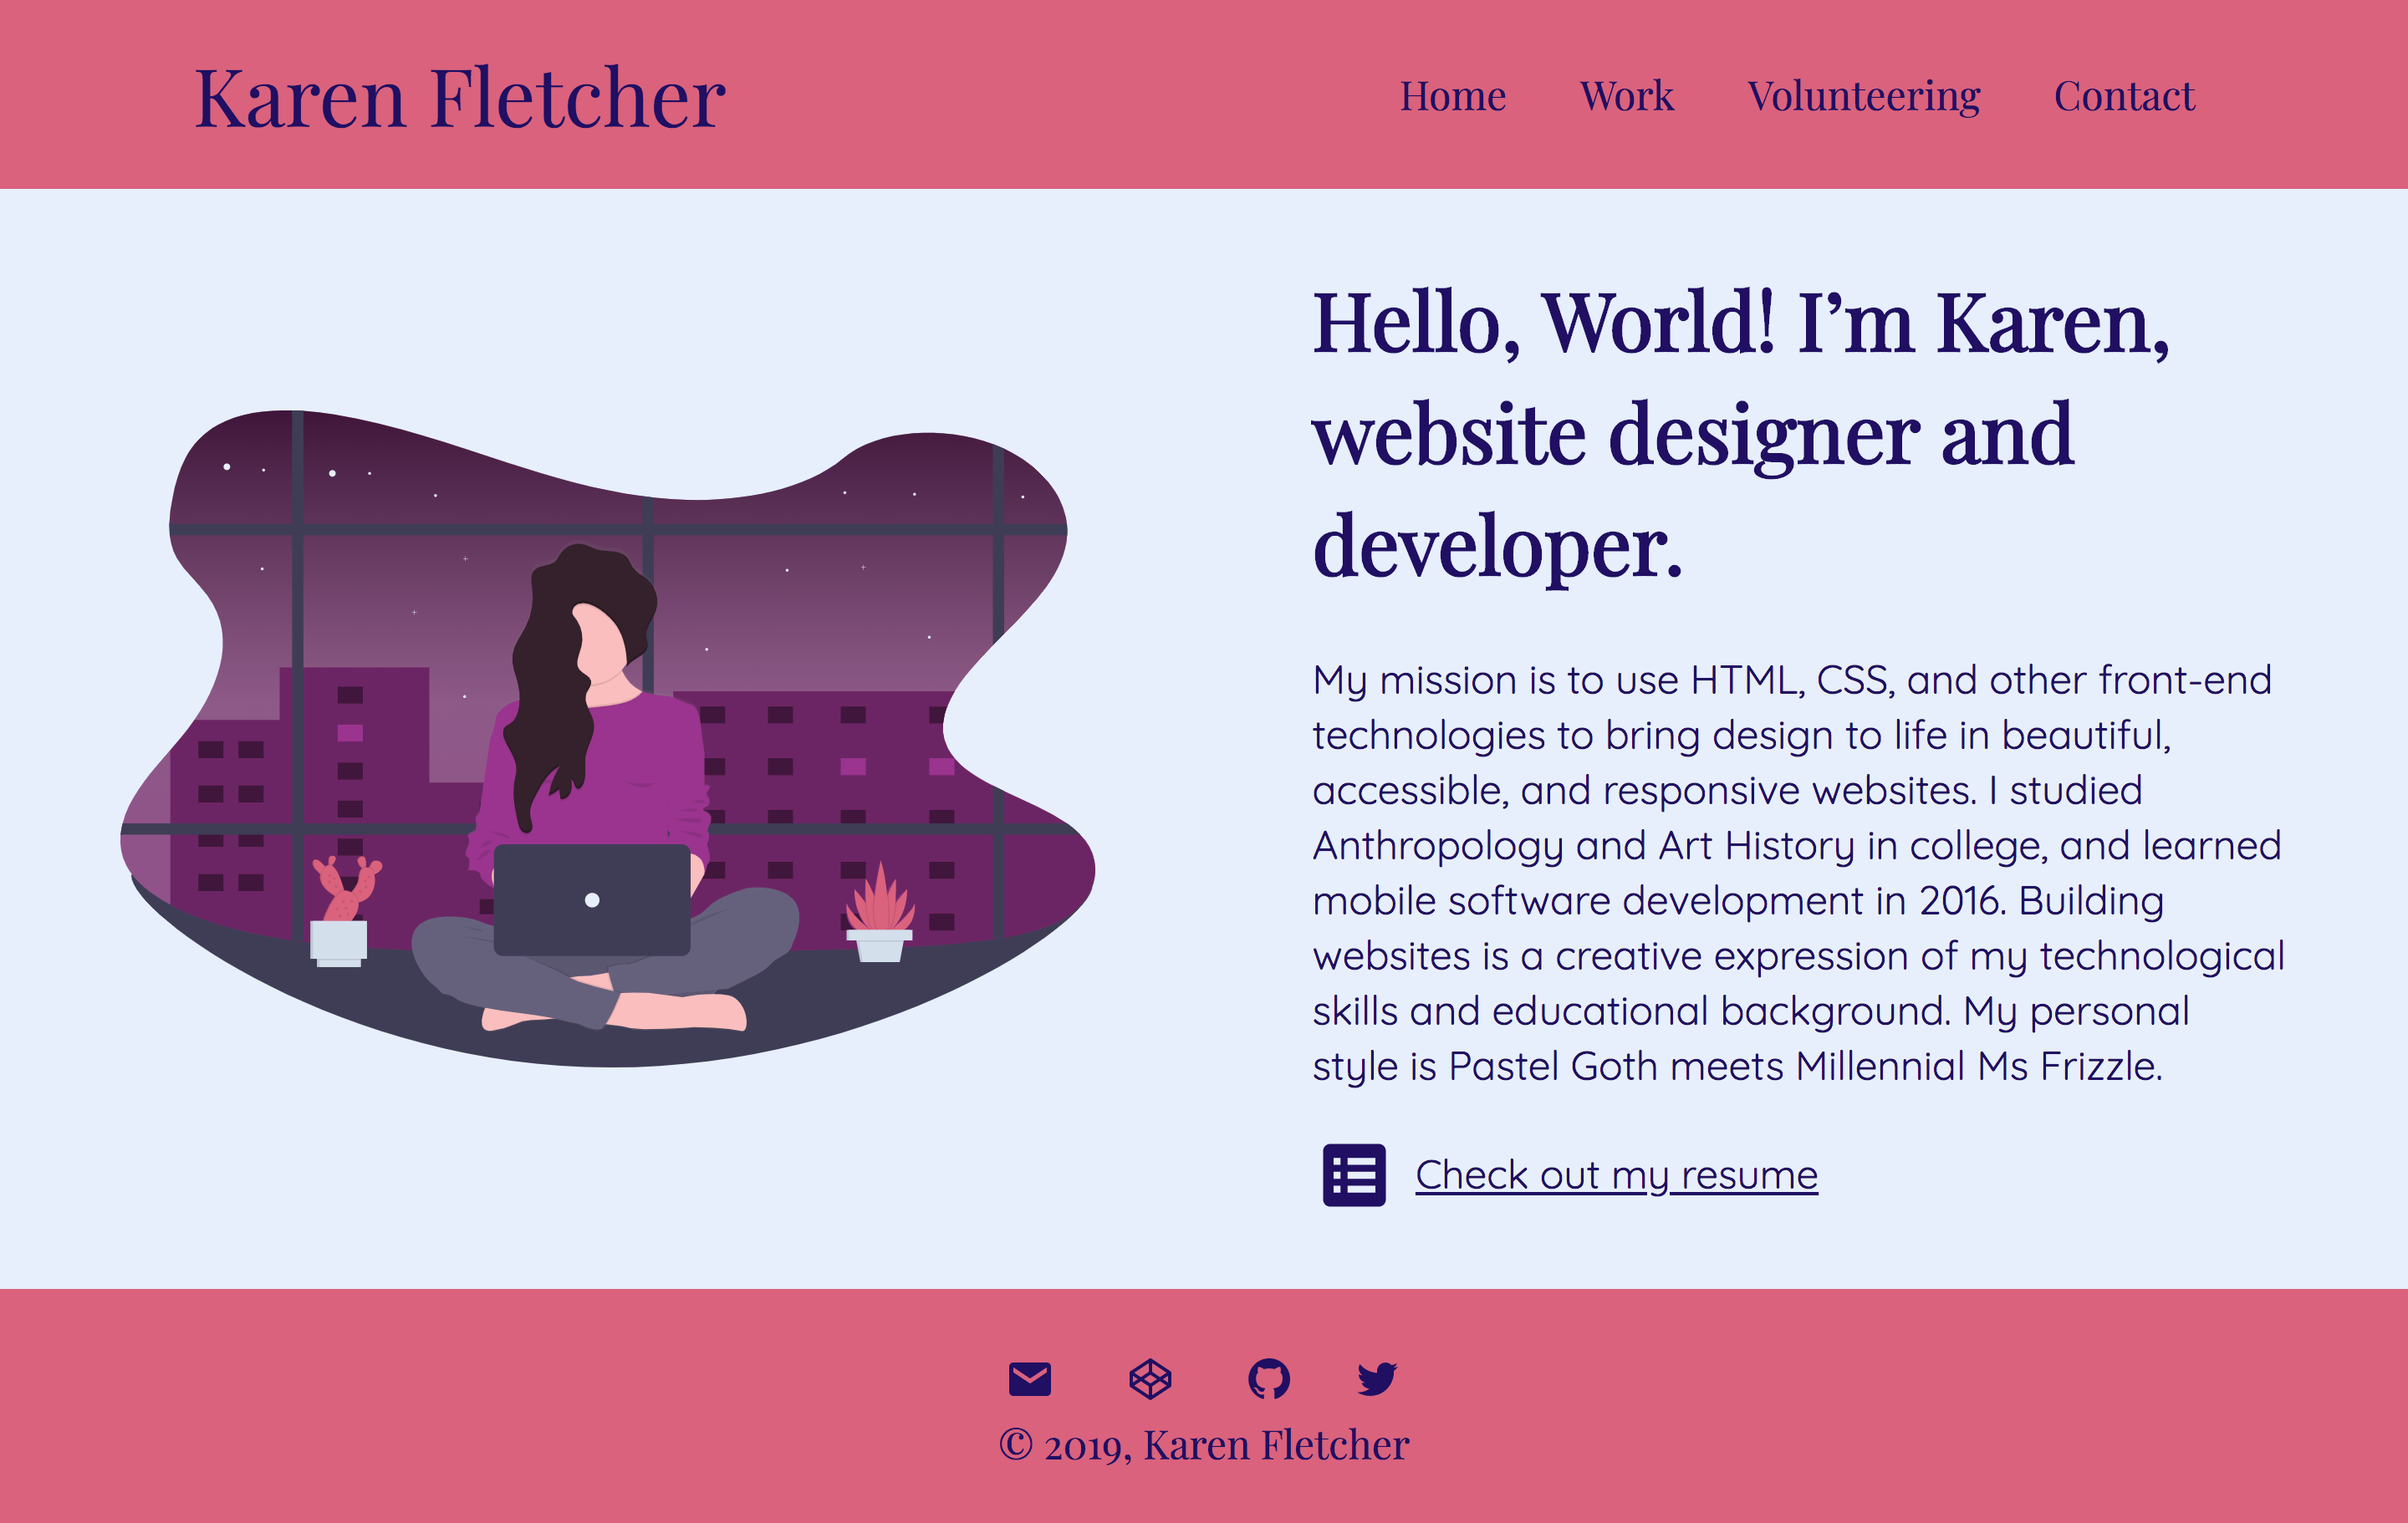 Karen Fletcher
Home Work Volunteering Contact
Hello, World! I’m Karen,
website designer and
developer.
My mission is to use HTML, CSS, and other front-end
technologies to bring design to life in beautiful,
accessible, and responsive websites. I studied
Anthropology and Art History in college, and learned
mobile software development in 2016. Building
websites is a creative expression of my technological
skills and educational background. My personal
style is Pastel Goth meets Millennial Ms Frizzle.
Check out my resume
© 2019, Karen Fletcher